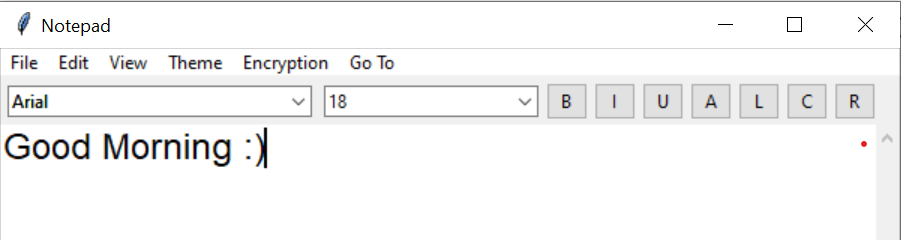 Notepad
File Edit View Theme Encryption Go To
Arial 18 B I U A L C R
Good Morning :)